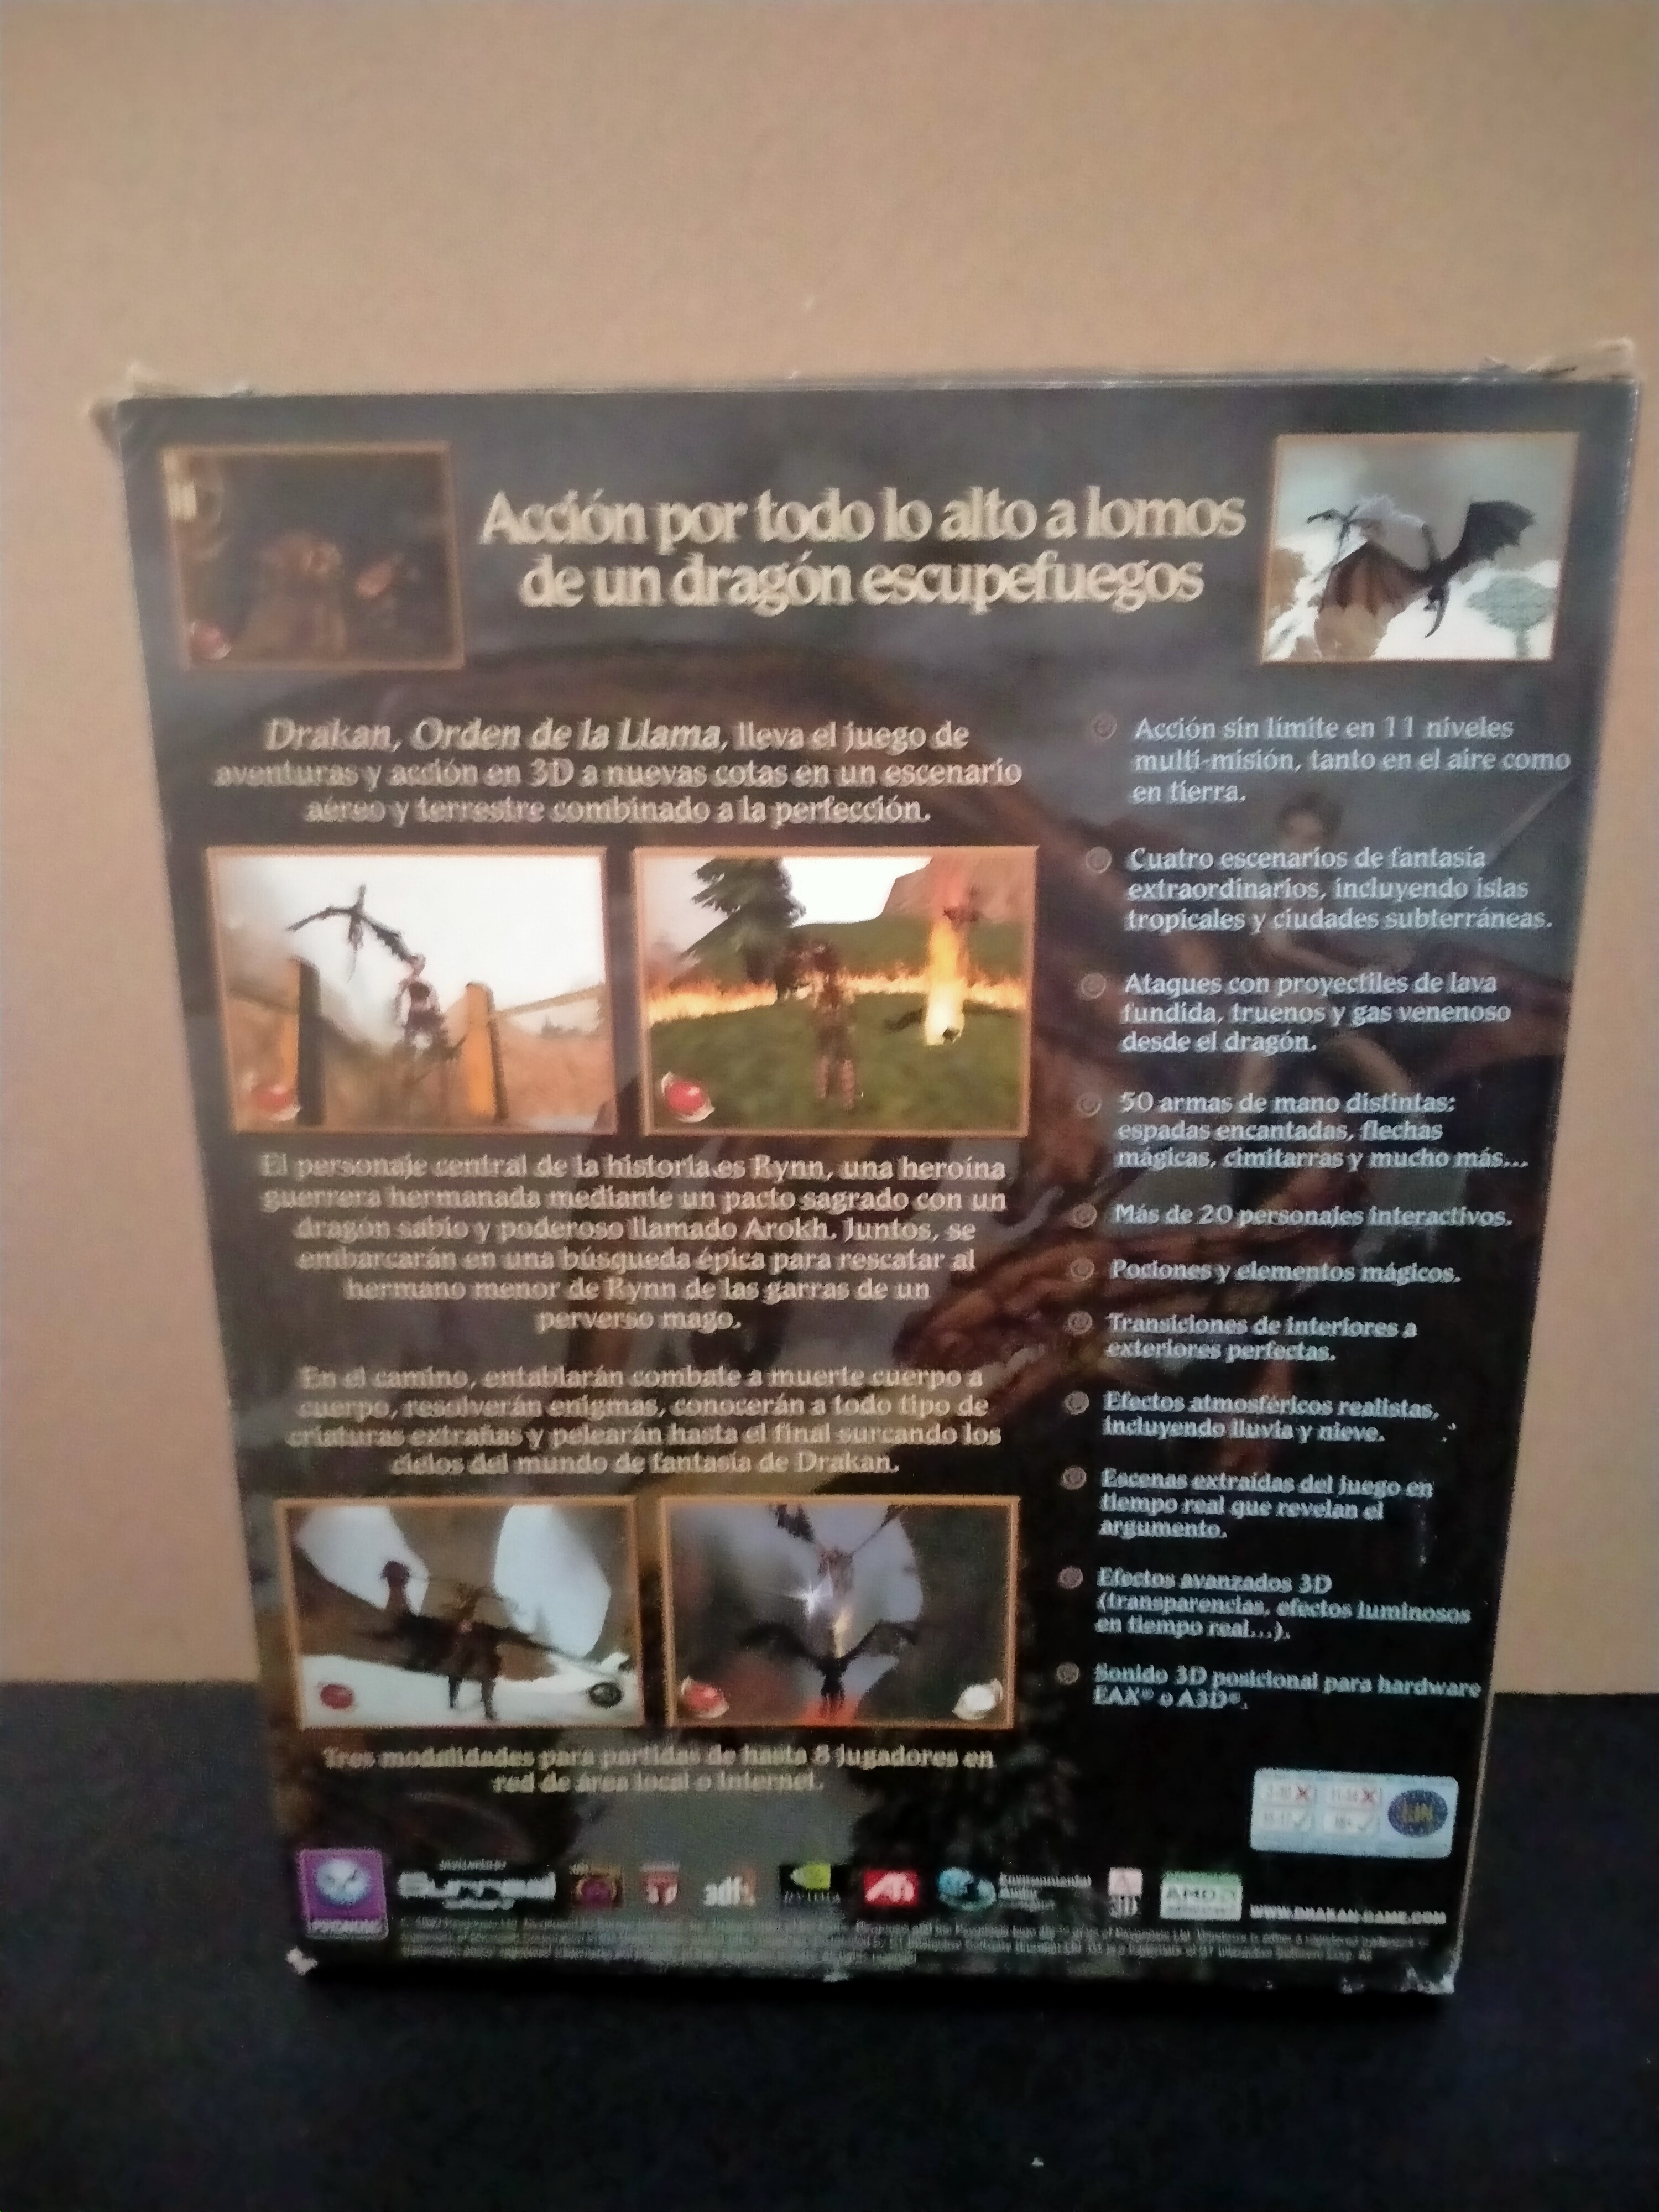 Acción por todo lo alto a lomos
de un dragón escupefuegos
Drakan, Orden de la Llama, lleva el juego de
aventuras y acción en 3D a nuevas cotas en un escenario
aéreo y terrestre combinado a la perfección.
El personaje central de la historia es Rynn, una heroína
guerrera hermanada mediante un pacto sagrado con un
dragón sabio y poderoso llamado Arokh. Juntos, se
embarcarán en una búsqueda épica para rescatar al
hermano menor de Rynn de las garras de un
perverso mago.
En el camino, entablarán combate a muerte cuerpo a
cuerpo, resolverán enigmas, conocerán a todo tipo de
criaturas extrañas y pelearán hasta el final surcando los
cielos del mundo de fantasía de Drakan.
Tres modalidades para partidas de hasta 8 jugadores en
red de área local o Internet.
Acción sin límite en 11 niveles
multi-misión, tanto en el aire como
en tierra.
Cuatro escenarios de fantasía
extraordinarios, incluyendo islas
tropicales y ciudades subterráneas.
Ataques con proyectiles de lava
fundida, truenos y gas venenoso
desde el dragón.
50 armas de mano distintas:
espadas encantadas, flechas
mágicas, cimitarras y mucho más...
Más de 20 personajes interactivos.
Pociones y elementos mágicos.
Transiciones de interiores a
exteriores perfectas.
Efectos atmosféricos realistas,
incluyendo lluvia y nieve.
Escenas extraídas del juego en
tiempo real que revelan el
argumento.
Efectos avanzados 3D
(transparencias, efectos luminosos
en tiempo real...).
Sonido 3D posicional para hardware
EAX® o A3D®.
Surreal
3dfx
NVIDIA
ATi
Environmental
Audio
3D
AMD
WWW.DRAKAN-GAME.COM